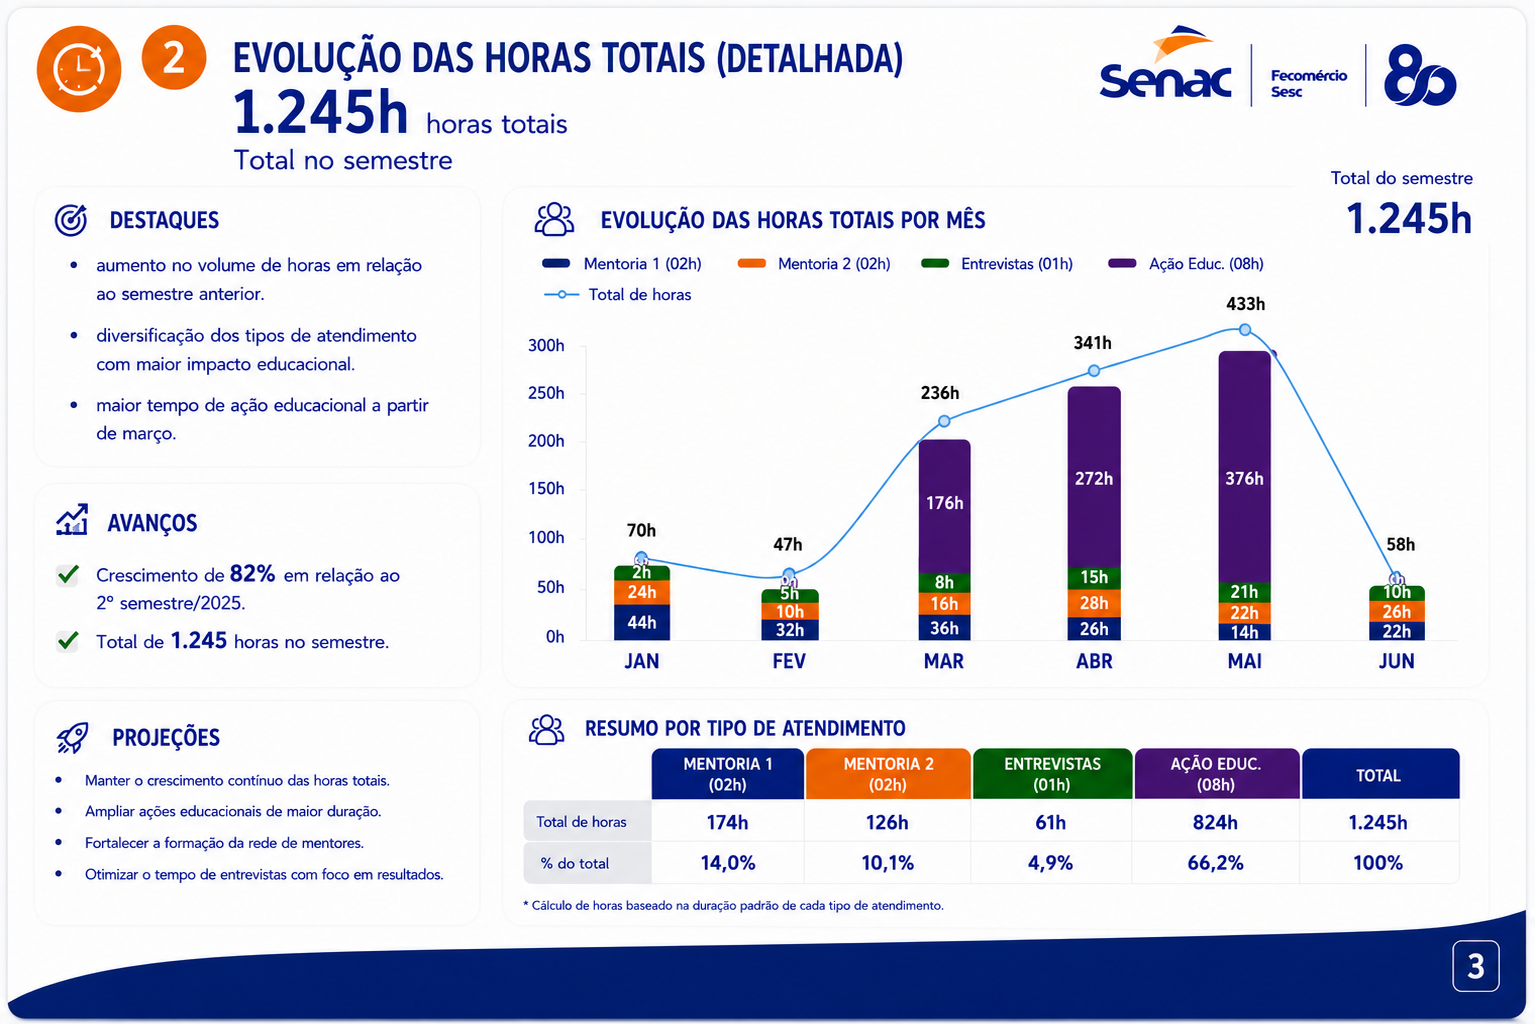 2
EVOLUÇÃO DAS HORAS TOTAIS (DETALHADA)
1.245h horas totais
Total no semestre
Senac
Fecomércio
Sesc
80
DESTAQUES
• aumento no volume de horas em relação
ao semestre anterior.
• diversificação dos tipos de atendimento
com maior impacto educacional.
• maior tempo de ação educacional a partir
de março.
AVANÇOS
Crescimento de 82% em relação ao
2º semestre/2025.
Total de 1.245 horas no semestre.
PROJEÇÕES
• Manter o crescimento contínuo das horas totais.
• Ampliar ações educacionais de maior duração.
• Fortalecer a formação da rede de mentores.
• Otimizar o tempo de entrevistas com foco em resultados.
Total do semestre
1.245h
EVOLUÇÃO DAS HORAS TOTAIS POR MÊS
Mentoria 1 (02h) Mentoria 2 (02h) Entrevistas (01h) Ação Educ. (08h)
Total de horas
300h
250h
200h
150h
100h
50h
0h
70h
2h
24h
44h
JAN
47h
0h
5h
10h
32h
FEV
236h
176h
8h
16h
36h
MAR
341h
272h
15h
28h
26h
ABR
433h
376h
21h
22h
14h
MAI
58h
10h
26h
22h
JUN
RESUMO POR TIPO DE ATENDIMENTO
MENTORIA 1 (02h) MENTORIA 2 (02h) ENTREVISTAS (01h) AÇÃO EDUC. (08h) TOTAL
Total de horas 174h 126h 61h 824h 1.245h
% do total 14,0% 10,1% 4,9% 66,2% 100%
* Cálculo de horas baseado na duração padrão de cada tipo de atendimento.
3